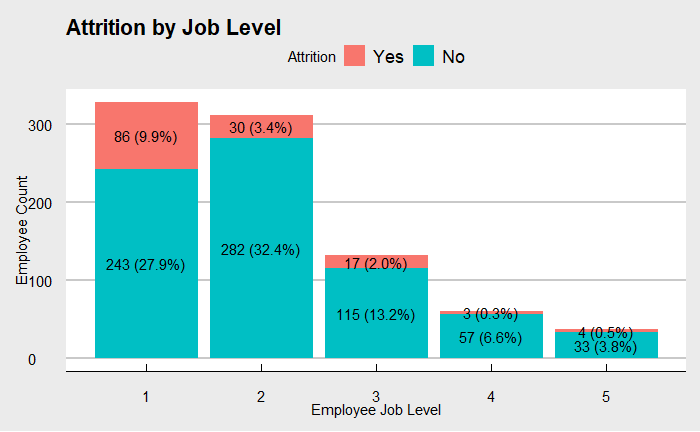 Attrition by Job Level
Attrition Yes No
Employee Count
300
200
100
0
86 (9.9%)
243 (27.9%)
30 (3.4%)
282 (32.4%)
17 (2.0%)
115 (13.2%)
3 (0.3%)
57 (6.6%)
4 (0.5%)
33 (3.8%)
1 2 3 4 5
Employee Job Level